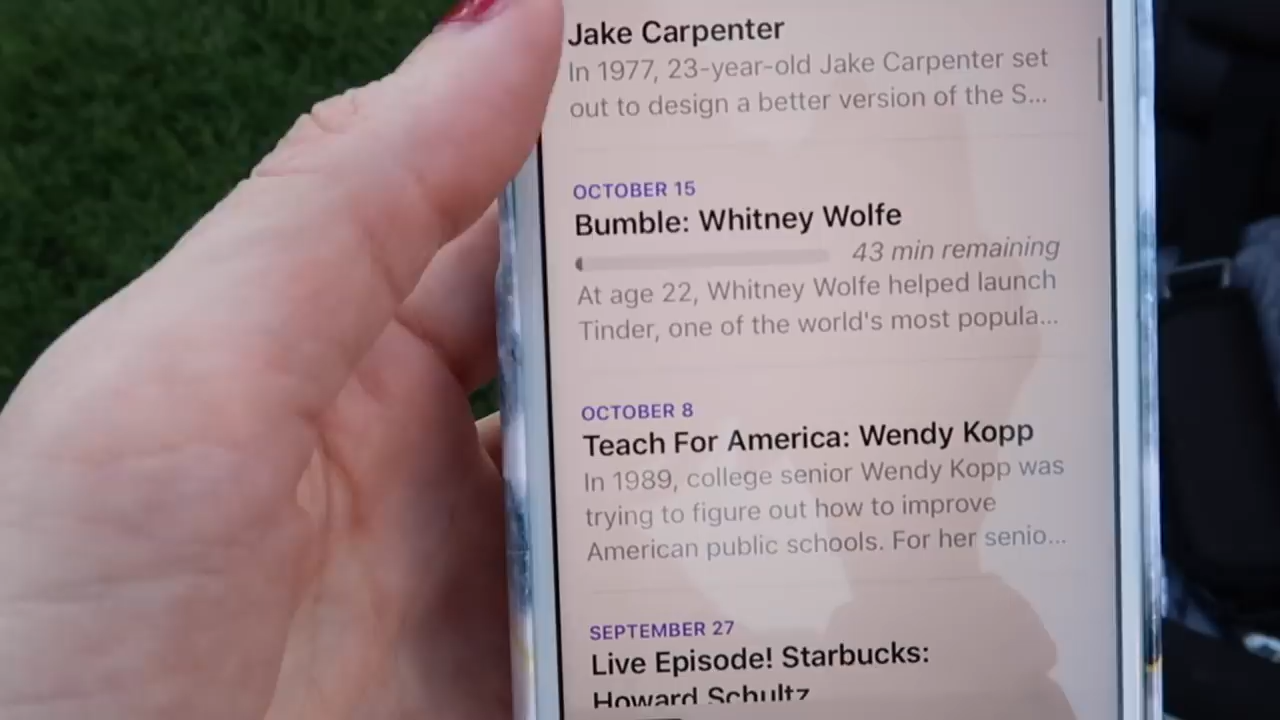 Jake Carpenter
In 1977, 23-year-old Jake Carpenter set
out to design a better version of the S...
OCTOBER 15
Bumble: Whitney Wolfe
43 min remaining
At age 22, Whitney Wolfe helped launch
Tinder, one of the world's most popula...
OCTOBER 8
Teach For America: Wendy Kopp
In 1989, college senior Wendy Kopp was
trying to figure out how to improve
American public schools. For her senio...
SEPTEMBER 27
Live Episode! Starbucks:
Howard Schultz